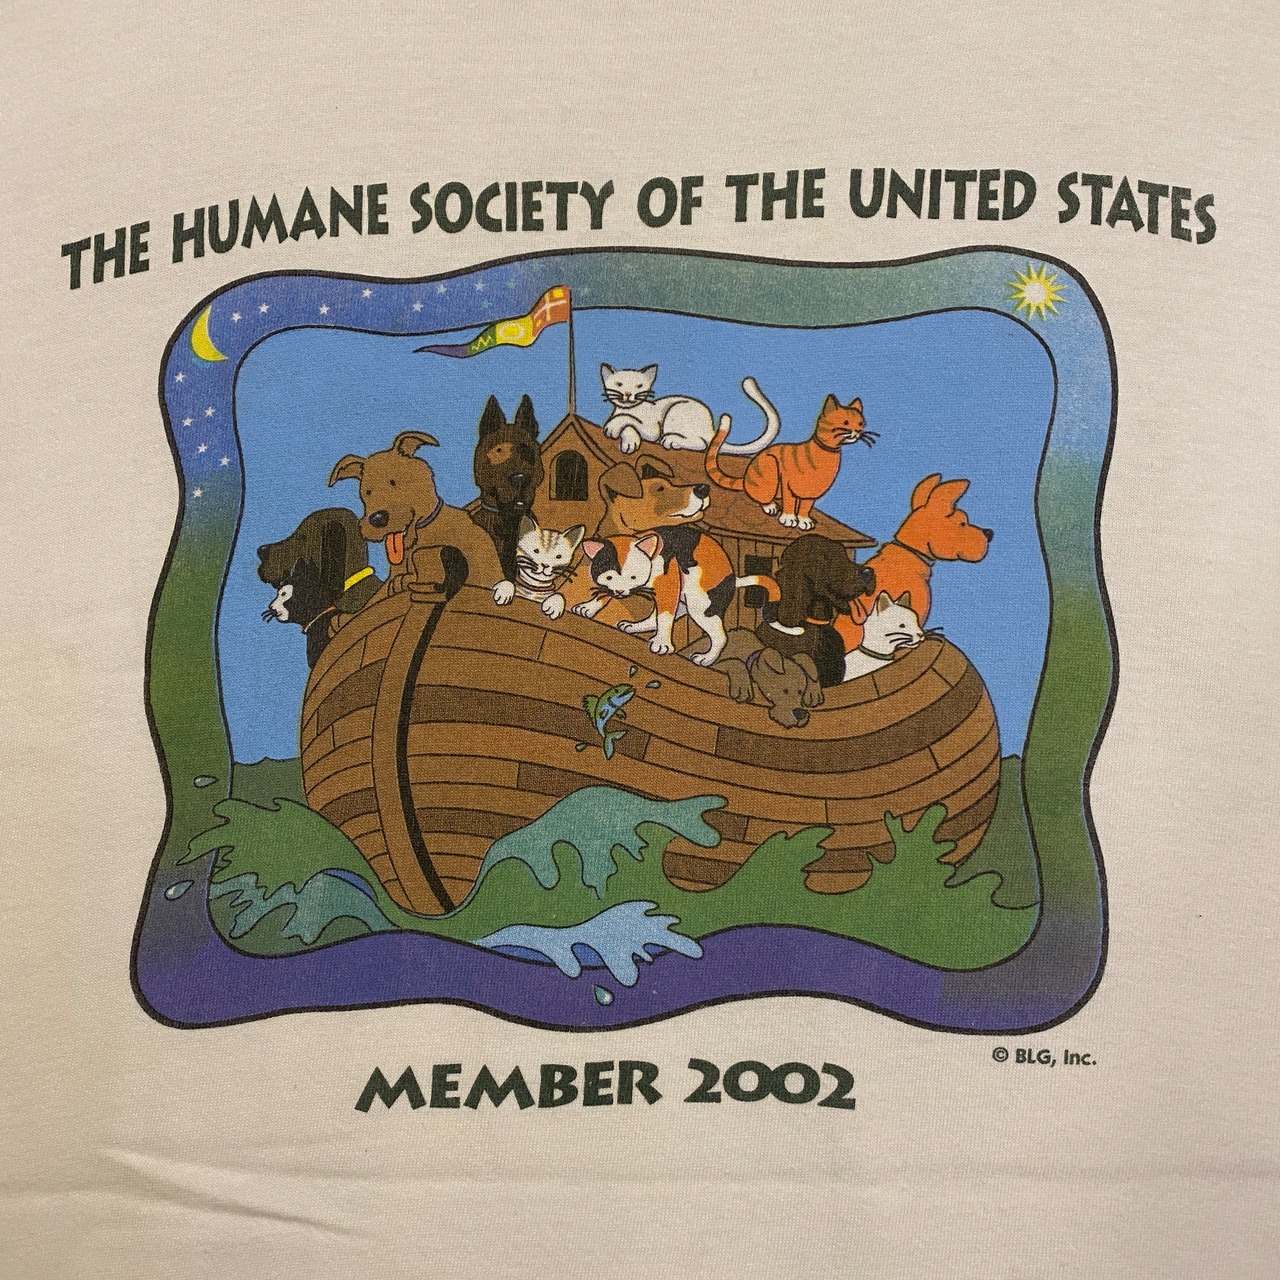 THE HUMANE SOCIETY OF THE UNITED STATES
© BLG, Inc.
MEMBER 2002